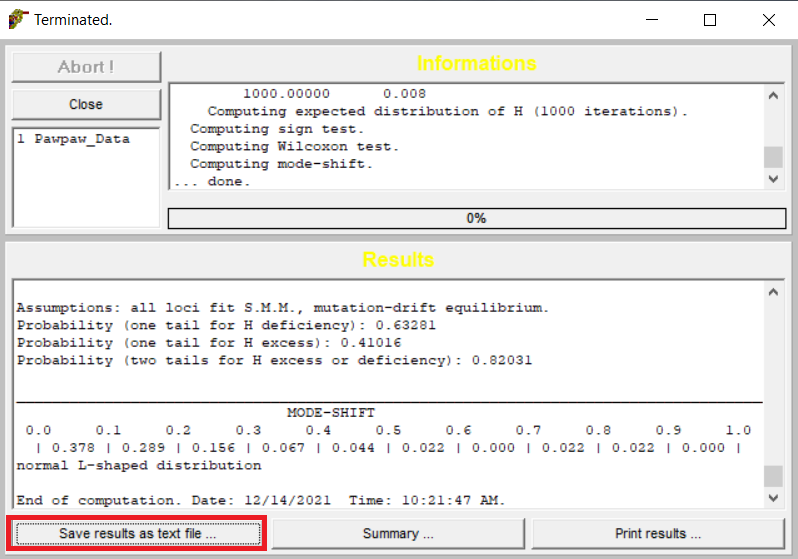 Terminated.
Abort !
Informations
Close
1 Pawpaw_Data
1000.00000 0.008
Computing expected distribution of H (1000 iterations).
Computing sign test.
Computing Wilcoxon test.
Computing mode-shift.
... done.
0%
Results
Assumptions: all loci fit S.M.M., mutation-drift equilibrium.
Probability (one tail for H deficiency): 0.63281
Probability (one tail for H excess): 0.41016
Probability (two tails for H excess or deficiency): 0.82031
MODE-SHIFT
0.0 0.1 0.2 0.3 0.4 0.5 0.6 0.7 0.8 0.9 1.0
| 0.378 | 0.289 | 0.156 | 0.067 | 0.044 | 0.022 | 0.000 | 0.022 | 0.022 | 0.000 |
normal L-shaped distribution
End of computation. Date: 12/14/2021 Time: 10:21:47 AM.
Save results as text file ...
Summary ...
Print results ...